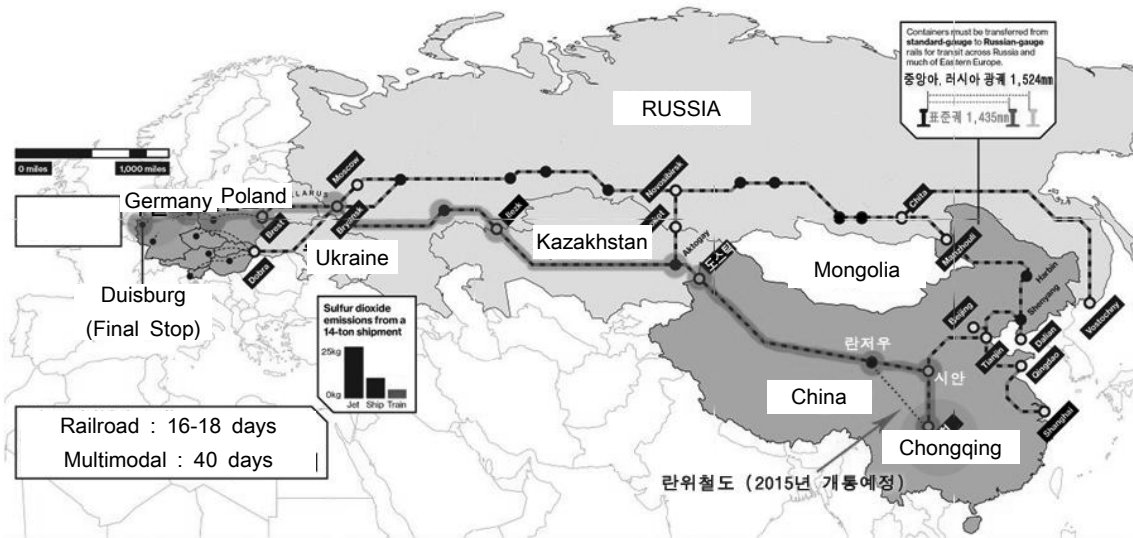 Containers must be transferred from
standard-gauge to Russian-gauge
rails for transit across Russia and
much of Eastern Europe.
중앙아, 러시아 광궤 1,524mm
표준궤 1,435mm
RUSSIA
0 miles
1,000 miles
Moscow
Novosibirsk
Chita
Germany
Poland
LARUS
Brest
Bryansk
Dobra
Ukraine
Kazakhstan
Aktogay
Mongolia
Manzhouli
Harbin
Shenyang
Vostochny
Beijing
Tianjin
Dalian
Qingdao
Shanghai
Duisburg
(Final Stop)
Sulfur dioxide
emissions from a
14-ton shipment
25kg
0kg
Jet Ship Train
란저우
시안
China
Chongqing
란위철도 (2015년 개통예정)
Railroad : 16-18 days
Multimodal : 40 days